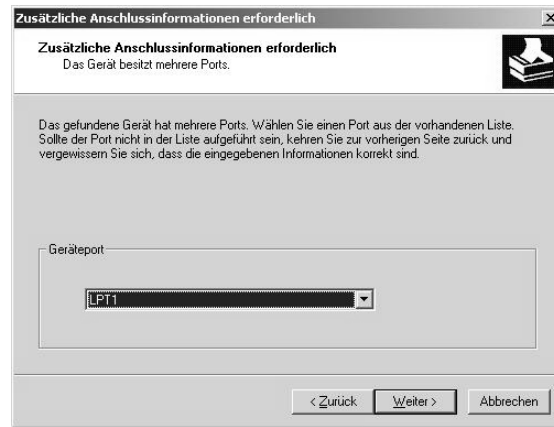 Zusätzliche Anschlussinformationen erforderlich
Zusätzliche Anschlussinformationen erforderlich
Das Gerät besitzt mehrere Ports.
Das gefundene Gerät hat mehrere Ports. Wählen Sie einen Port aus der vorhandenen Liste.
Sollte der Port nicht in der Liste aufgeführt sein, kehren Sie zur vorherigen Seite zurück und
vergewissern Sie sich, dass die eingegebenen Informationen korrekt sind.
Geräteport
LPT1
< Zurück Weiter > Abbrechen